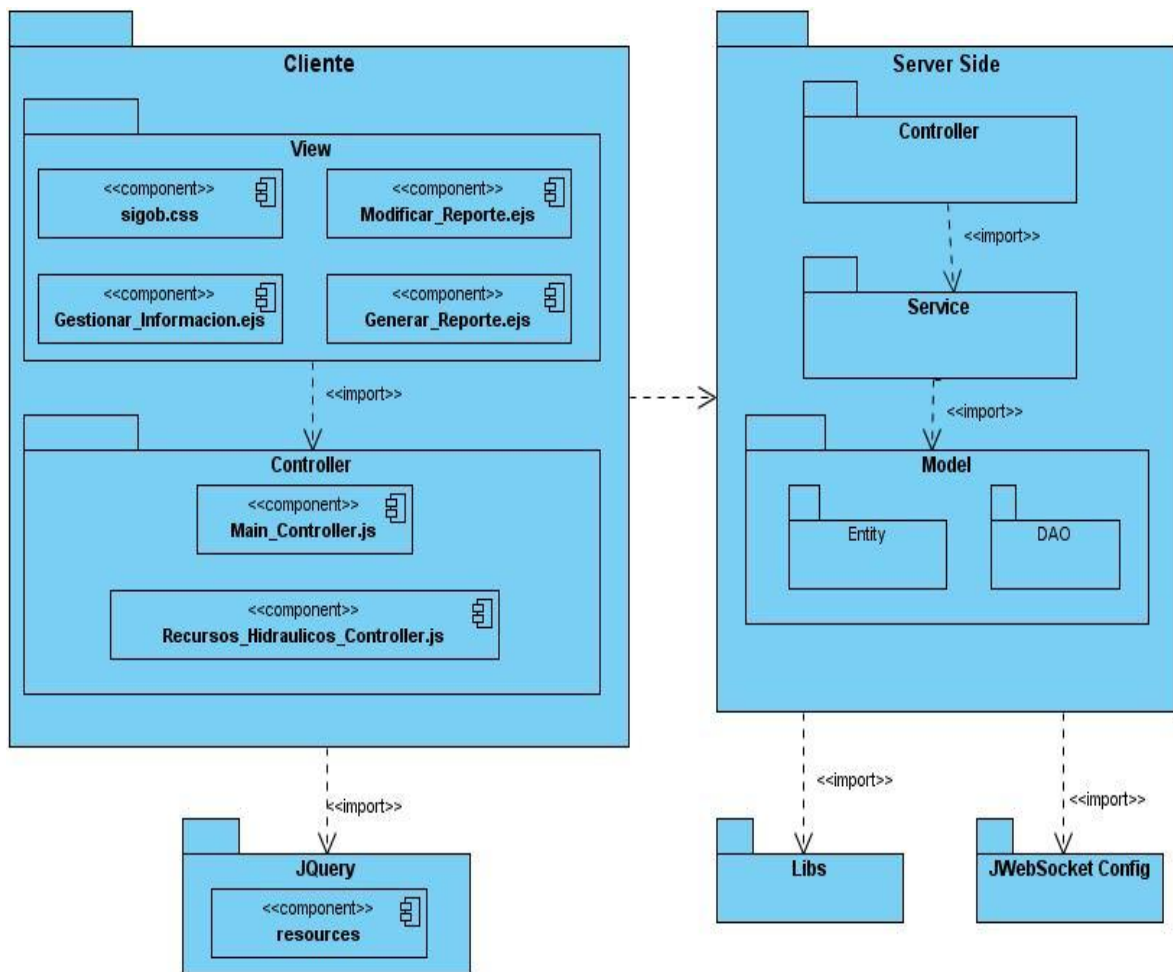 Cliente
View
<<component>>
sigob.css
<<component>>
Modificar_Reporte.ejs
<<component>>
Gestionar_Informacion.ejs
<<component>>
Generar_Reporte.ejs
<<import>>
Controller
<<component>>
Main_Controller.js
<<component>>
Recursos_Hidraulicos_Controller.js
<<import>>
JQuery
<<component>>
resources
Server Side
Controller
<<import>>
Service
<<import>>
Model
Entity
DAO
<<import>>
<<import>>
Libs
JWebSocket Config